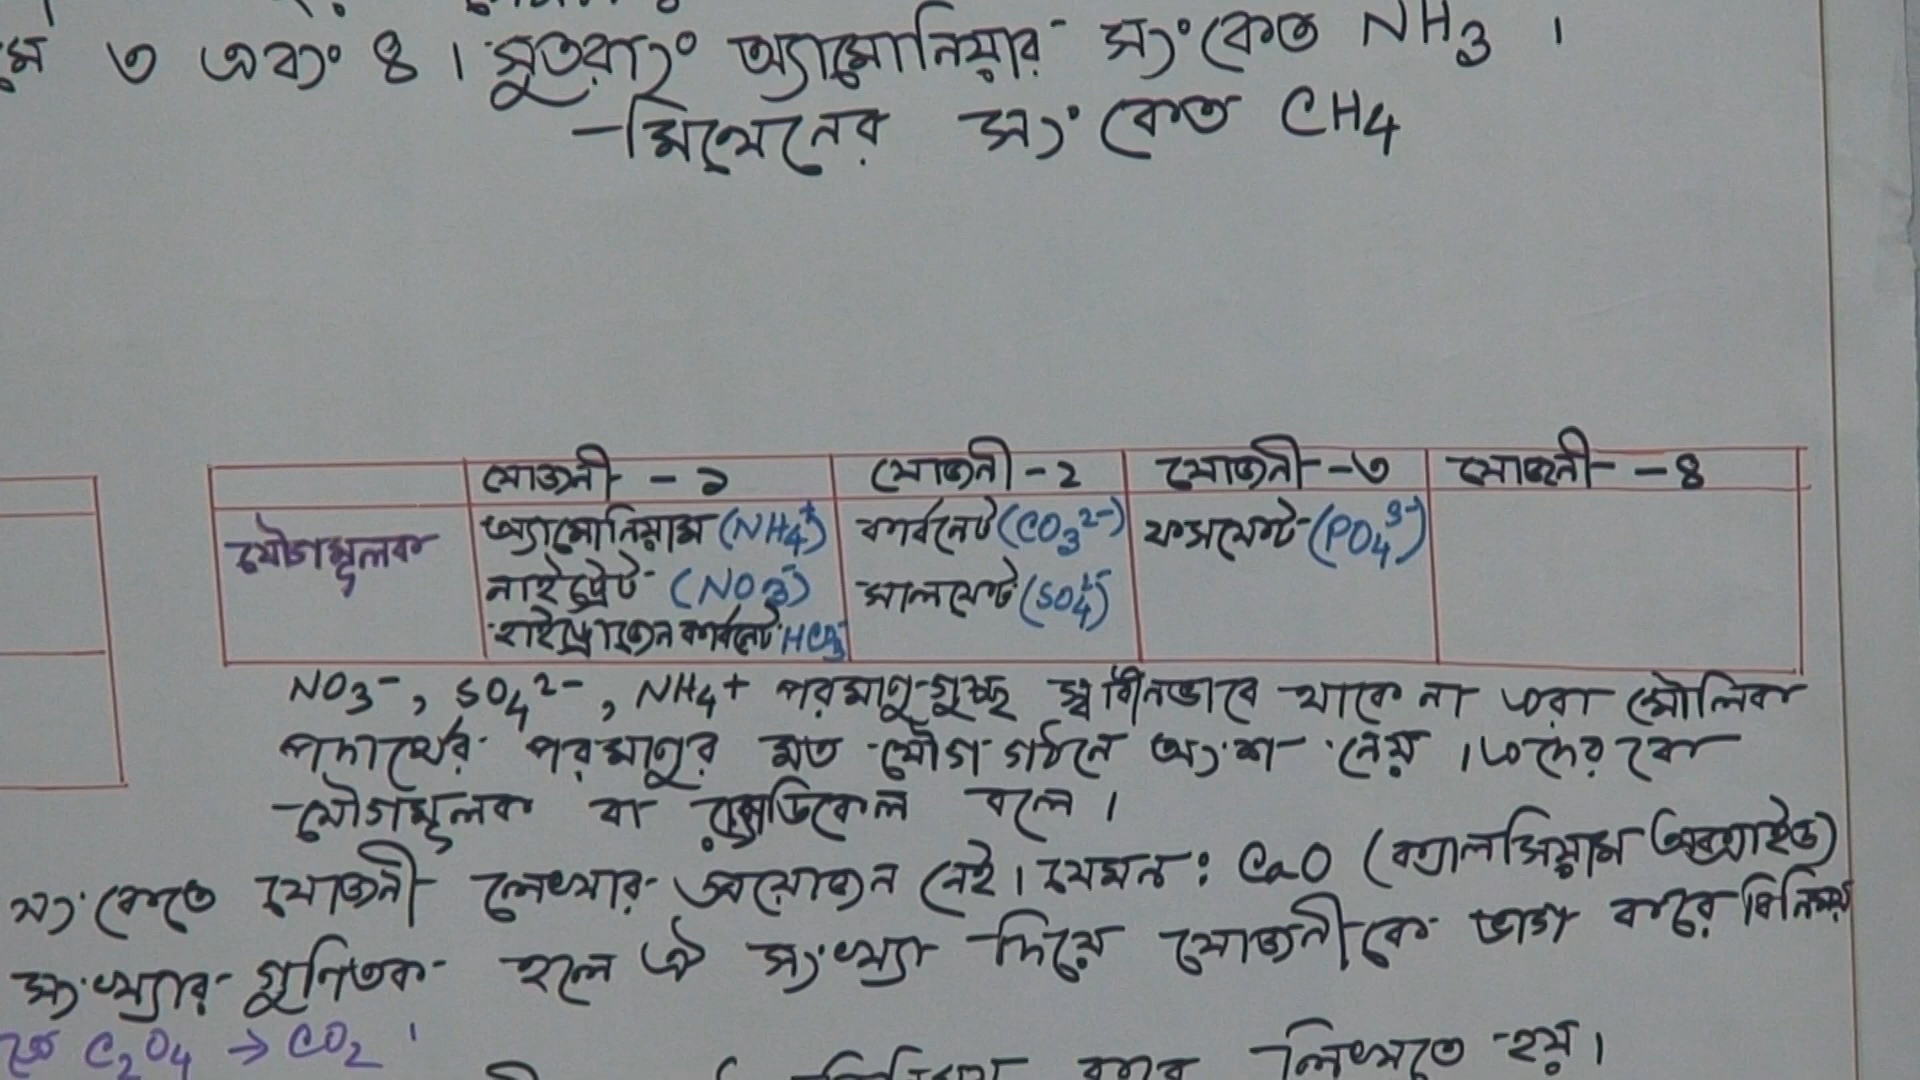 ৩ এবং ৪। সুতরাং অ্যামোনিয়ার সংকেত NH3 ।
মিথেনের সংকেত CH4
যোজনী - ১ যোজনী - ২ যোজনী - ৩ যোজনী - ৪
যৌগমূলক অ্যামোনিয়াম (NH4+) কার্বনেট (CO3 2-) ফসফেট (PO4 3-)
নাইট্রেট (NO3-) সালফেট (SO4 2-)
হাইড্রোজেন কার্বনেট HCO3-
NO3-, SO4 2-, NH4+ পরমাণুগুচ্ছ স্বাধীনভাবে থাকে না এরা মৌলিক
পদার্থের পরমাণুর মত যৌগ গঠনে অংশ নেয়। এদেরকে
যৌগমূলক বা র‍্যাডিকেল বলে।
সংকেতে যোজনী লেখার প্রয়োজন নেই। যেমন: CaO (ক্যালসিয়াম অক্সাইড)
সংখ্যার গুণিতক হলে ঐ সংখ্যা দিয়ে যোজনীকে ভাগ করে বিনিময়
C2O4 → CO2 ।
করে লিখতে হয়।